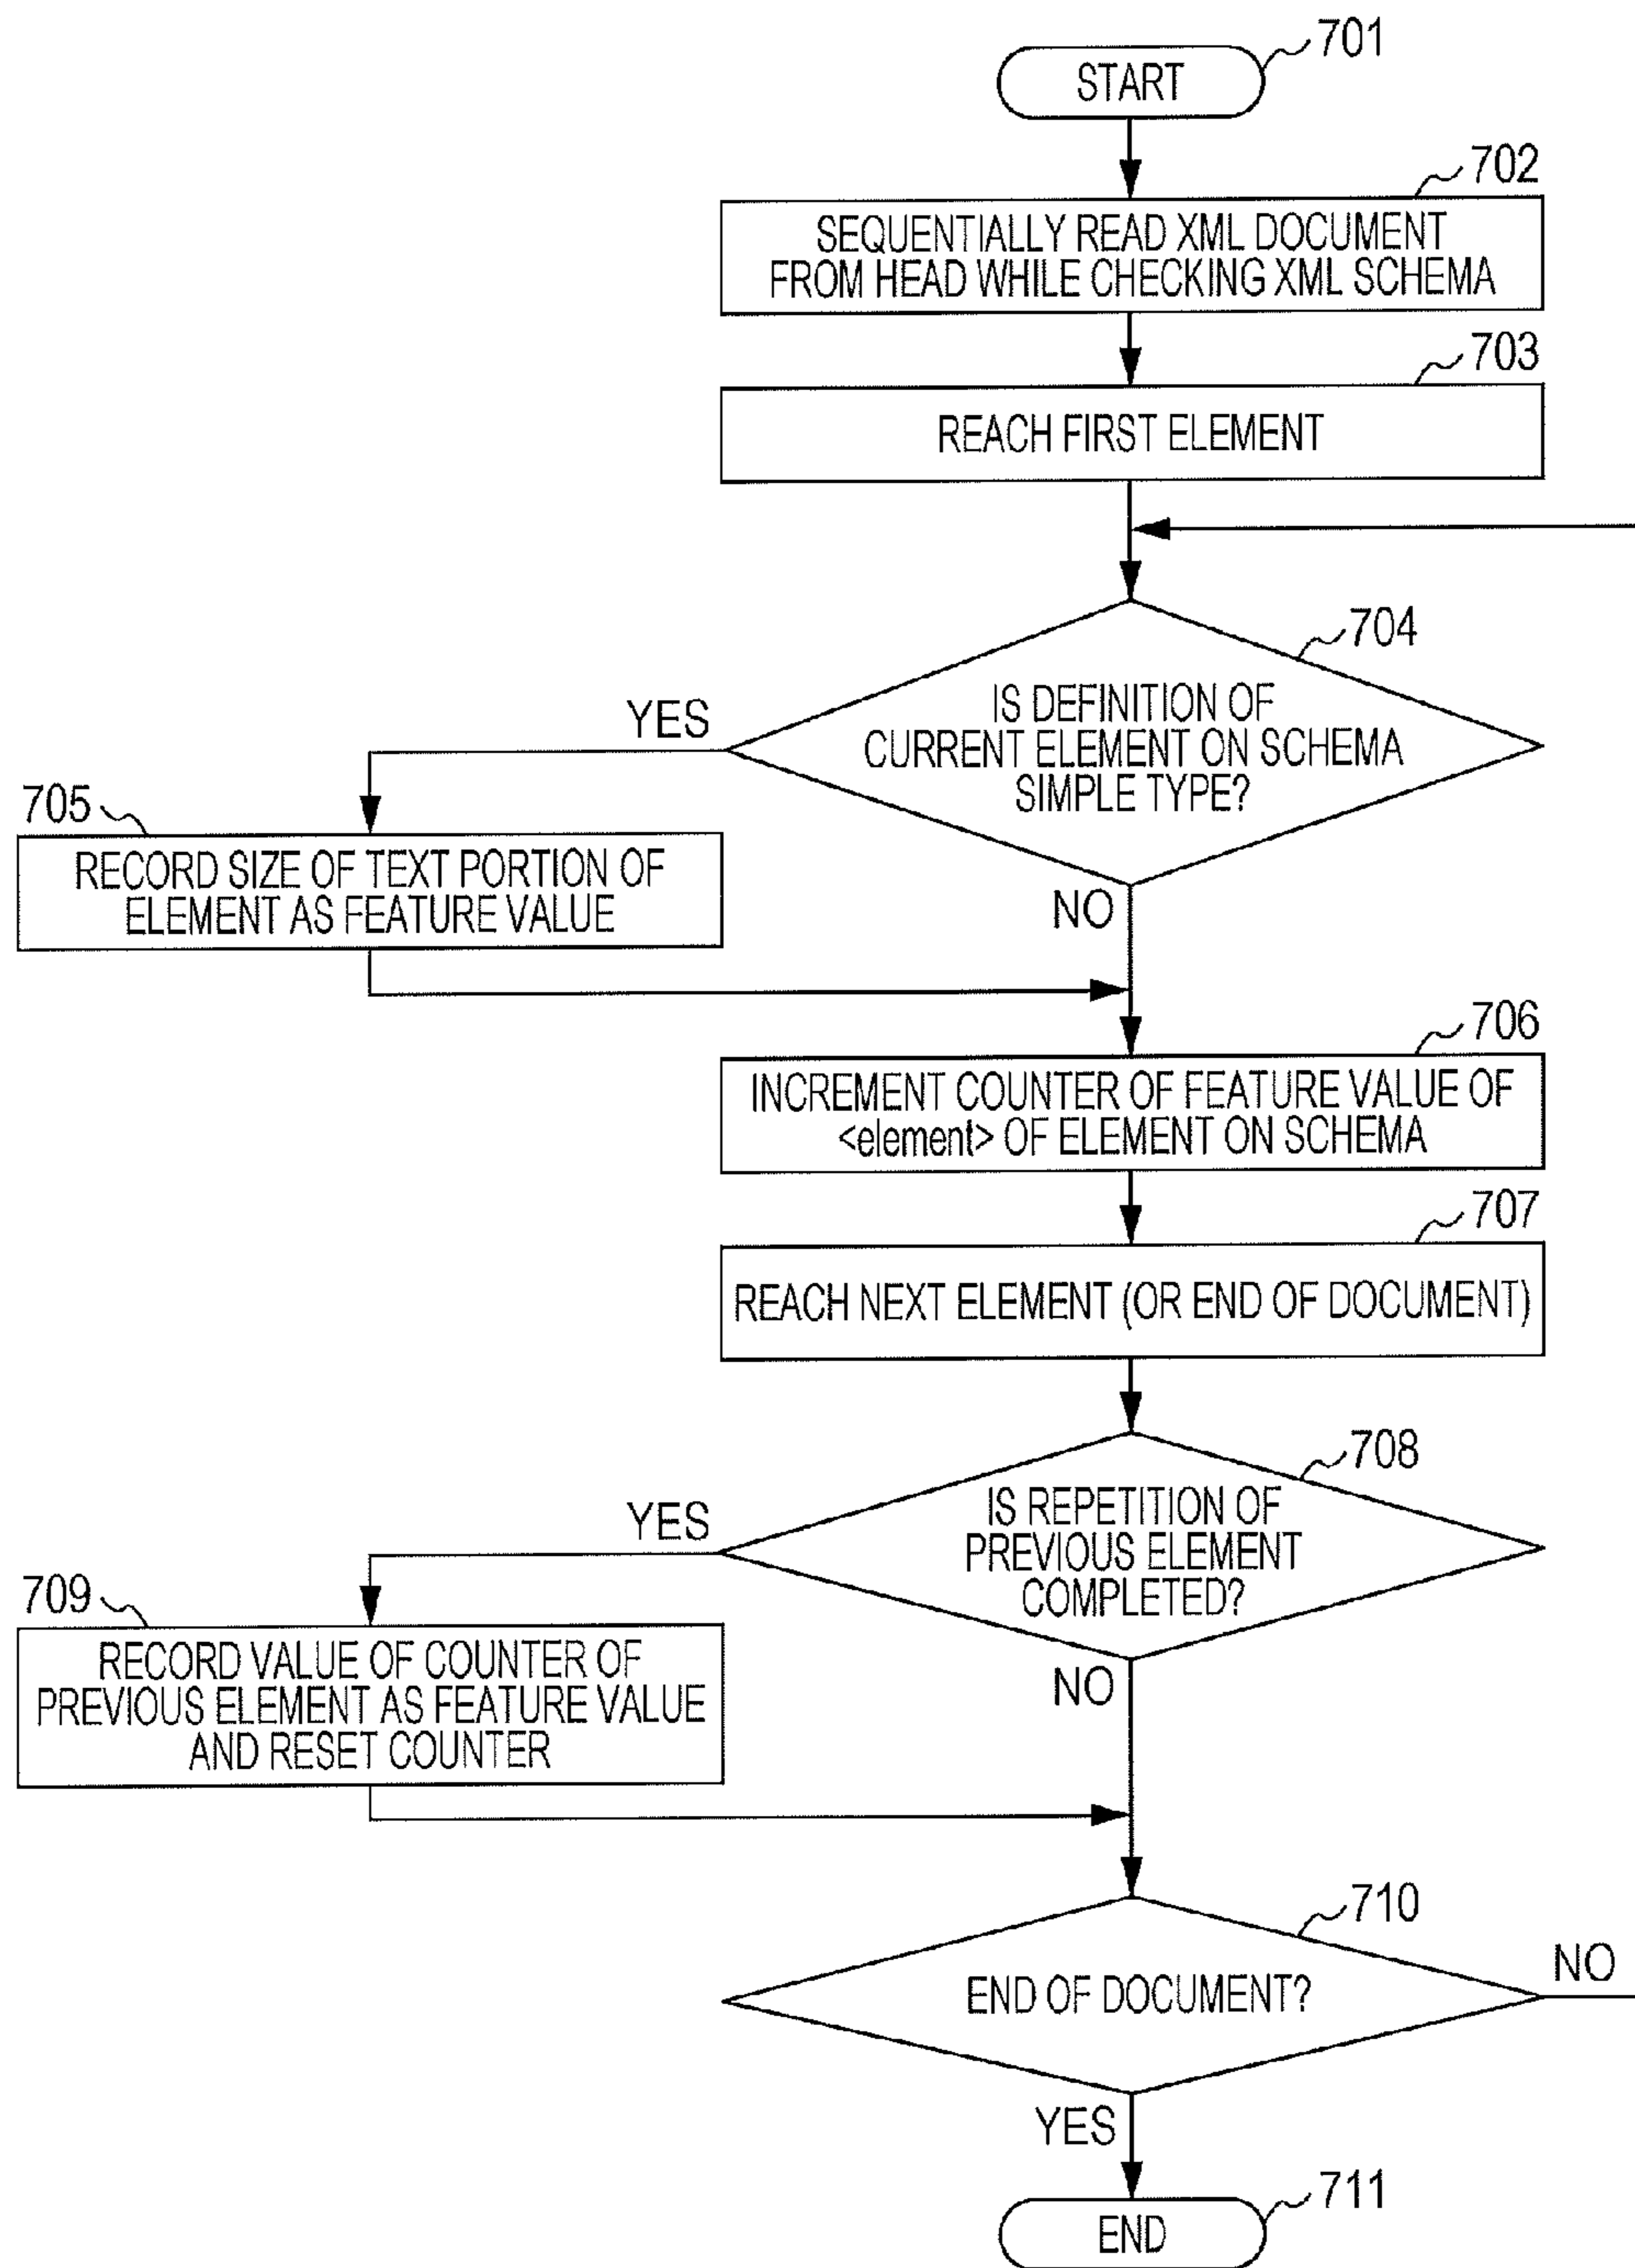 701
START
702
SEQUENTIALLY READ XML DOCUMENT
FROM HEAD WHILE CHECKING XML SCHEMA
703
REACH FIRST ELEMENT
704
IS DEFINITION OF
CURRENT ELEMENT ON SCHEMA
SIMPLE TYPE?
YES
705
RECORD SIZE OF TEXT PORTION OF
ELEMENT AS FEATURE VALUE
NO
706
INCREMENT COUNTER OF FEATURE VALUE OF
<element> OF ELEMENT ON SCHEMA
707
REACH NEXT ELEMENT (OR END OF DOCUMENT)
708
IS REPETITION OF
PREVIOUS ELEMENT
COMPLETED?
YES
709
RECORD VALUE OF COUNTER OF
PREVIOUS ELEMENT AS FEATURE VALUE
AND RESET COUNTER
NO
710
END OF DOCUMENT?
NO
YES
711
END